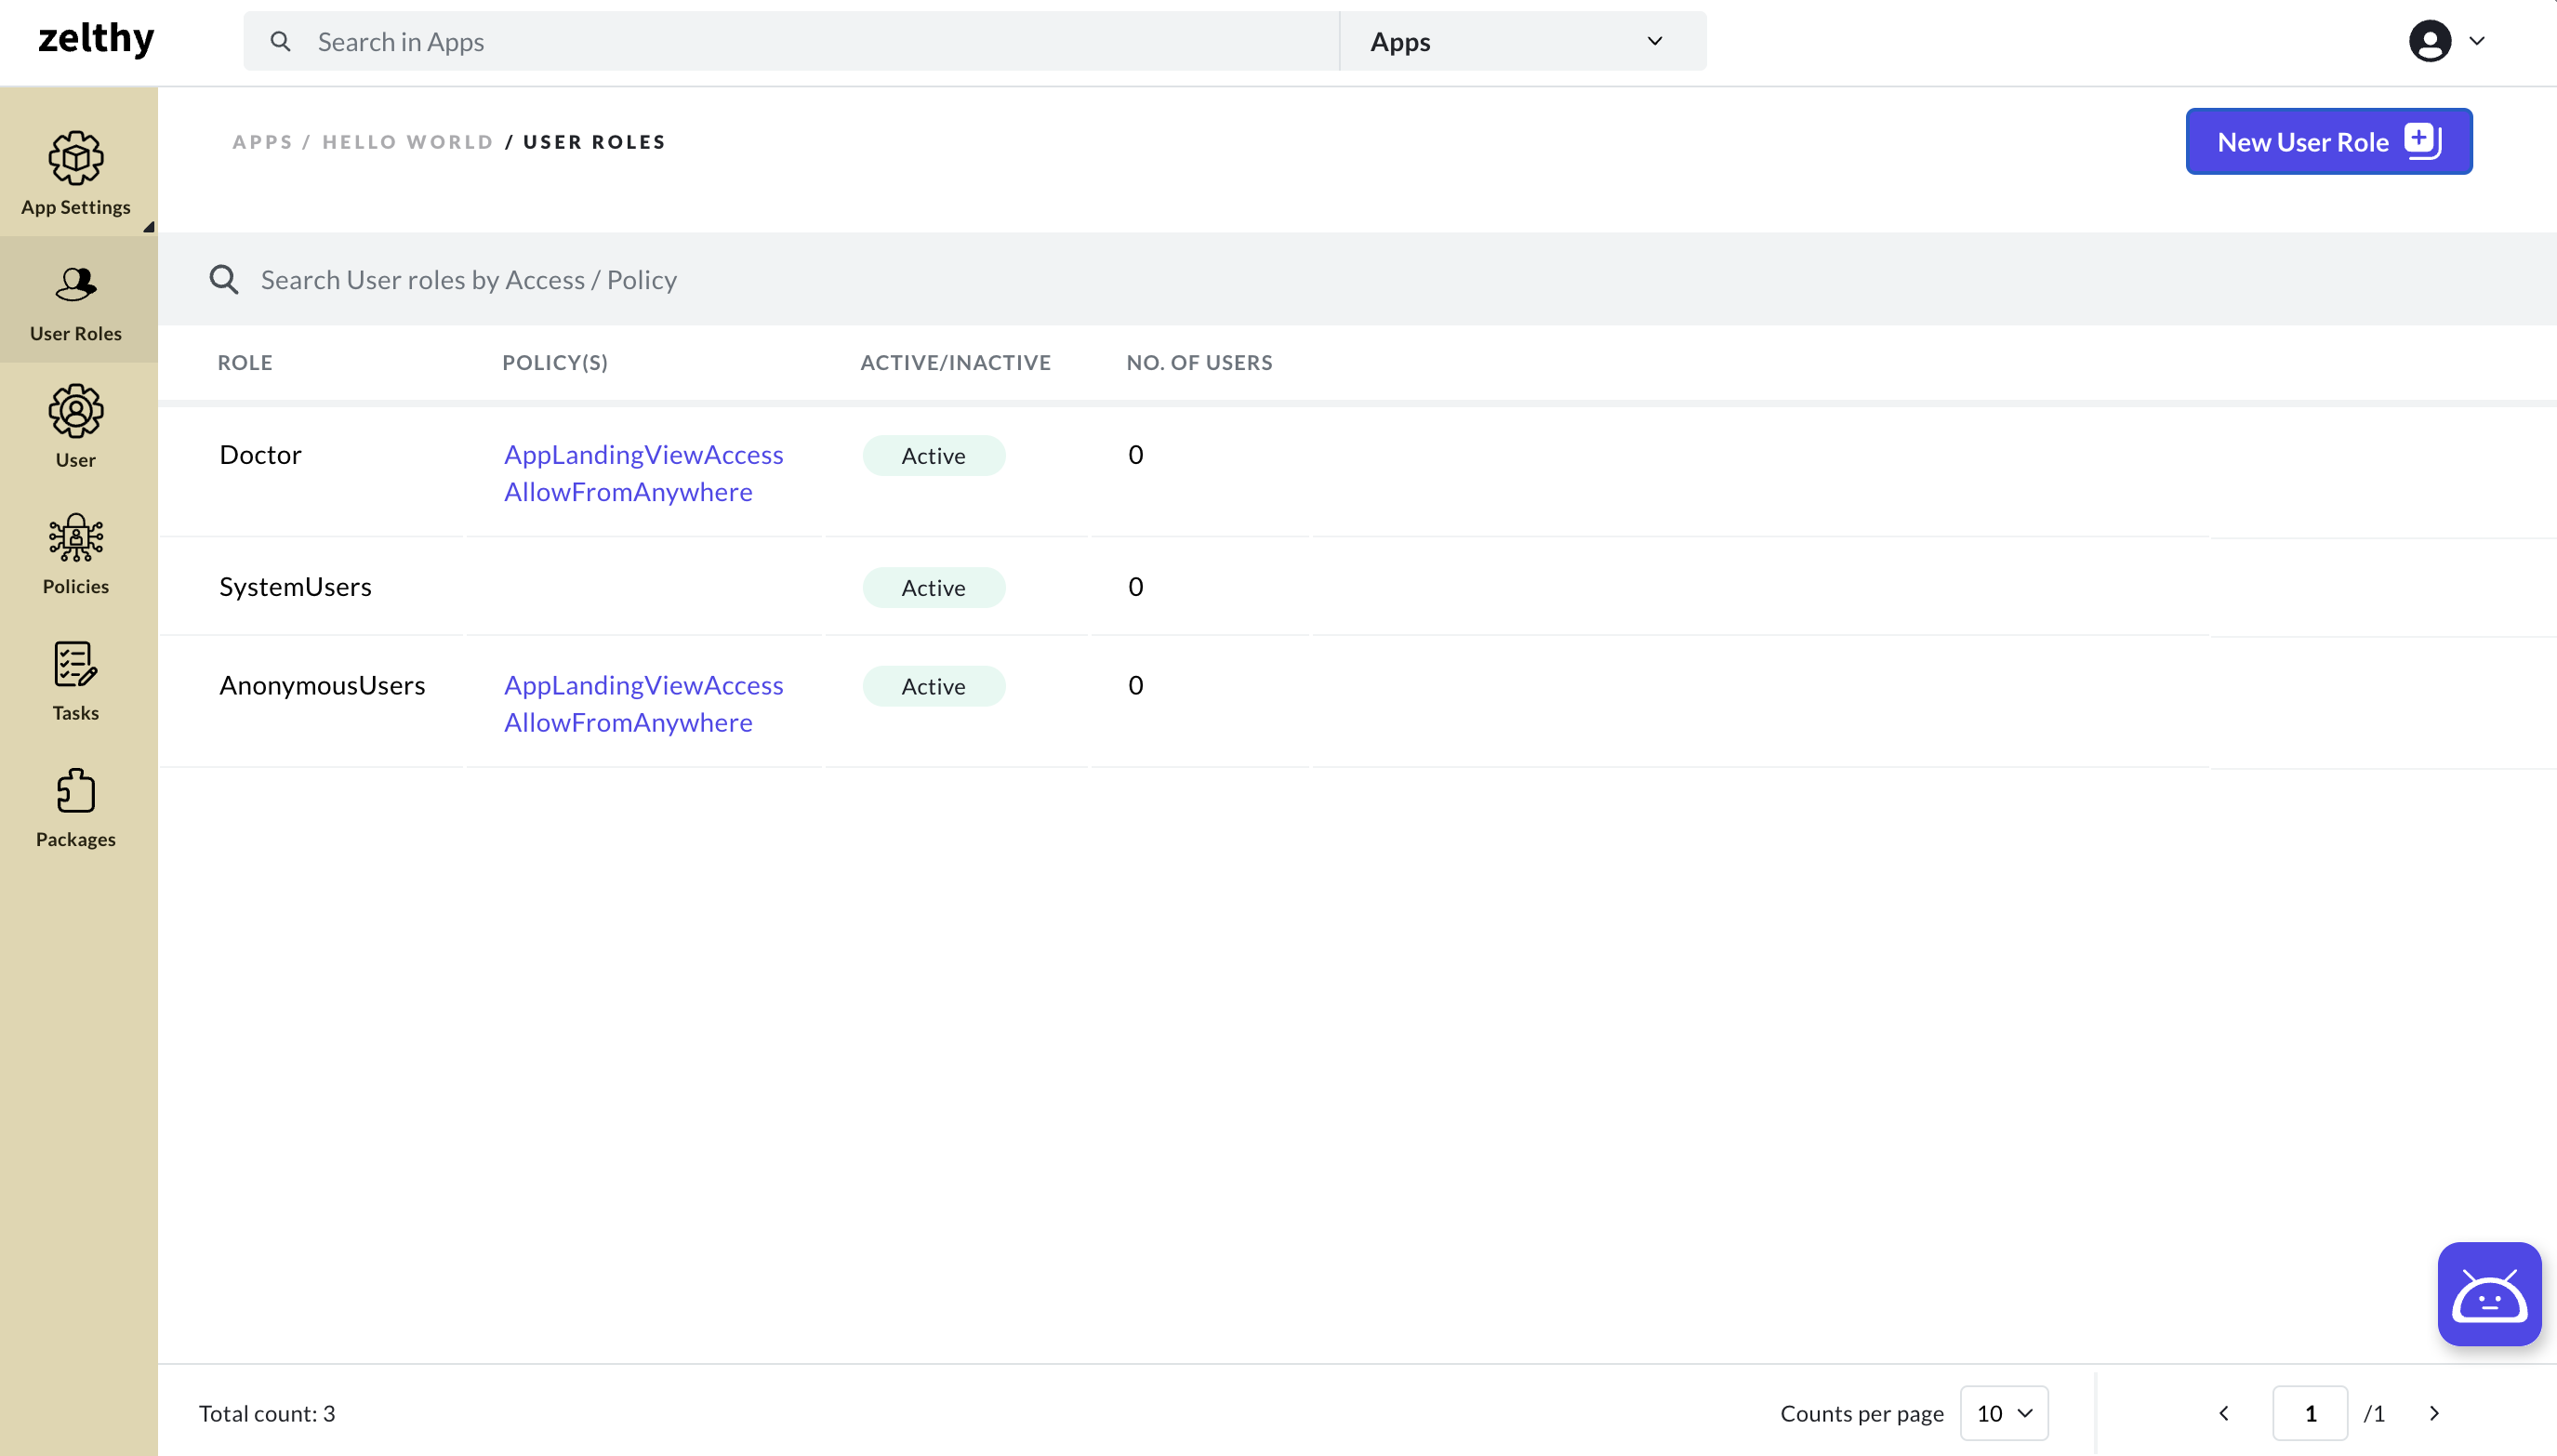 zelthy
Search in Apps
Apps
APPS / HELLO WORLD / USER ROLES
New User Role
App Settings
User Roles
User
Policies
Tasks
Packages
Search User roles by Access / Policy
ROLE POLICY(S) ACTIVE/INACTIVE NO. OF USERS
Doctor AppLandingViewAccess Active 0
AllowFromAnywhere
SystemUsers Active 0
AnonymousUsers AppLandingViewAccess Active 0
AllowFromAnywhere
Total count: 3
Counts per page 10
1 /1